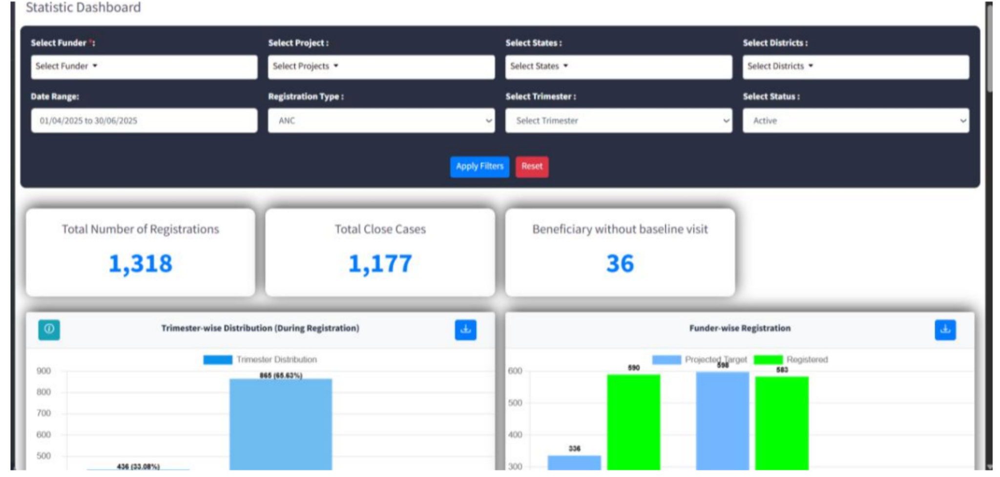 Statistic Dashboard
Select Funder *: Select Project : Select States : Select Districts :
Select Funder Select Projects Select States Select Districts
Date Range: Registration Type : Select Trimester : Select Status :
01/04/2025 to 30/06/2025 ANC Select Trimester Active
Apply Filters Reset
Total Number of Registrations
1,318
Total Close Cases
1,177
Beneficiary without baseline visit
36
Trimester-wise Distribution (During Registration)
Trimester Distribution
900
800
700
600
500
865 (65.63%)
436 (33.08%)
Funder-wise Registration
Projected Target Registered
600
500
400
300
336
590
598
583